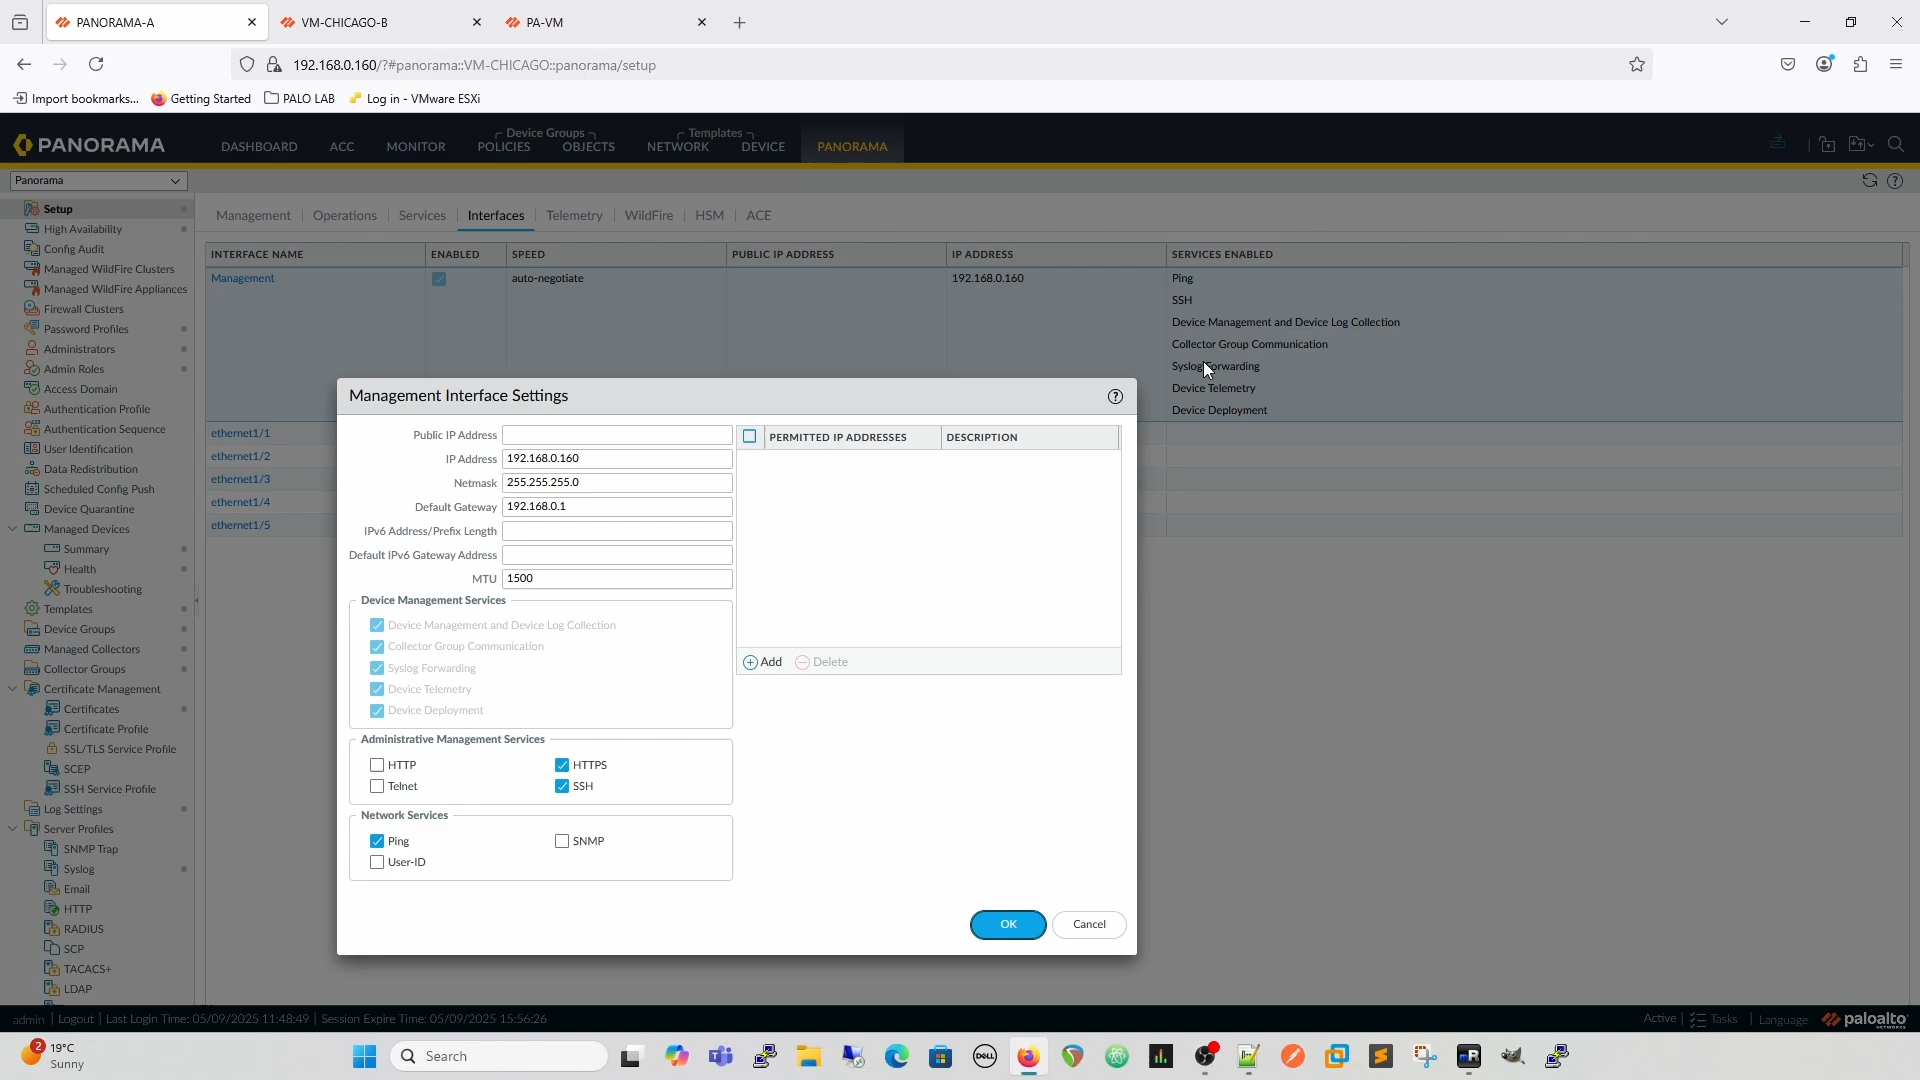 PANORAMA-A
VM-CHICAGO-B
PA-VM
192.168.0.160/?#panorama::VM-CHICAGO::panorama/setup
Import bookmarks...
Getting Started
PALO LAB
Log in - VMware ESXi
PANORAMA
DASHBOARD
ACC
MONITOR
Device Groups
POLICIES
OBJECTS
Templates
NETWORK
DEVICE
PANORAMA
Panorama
Setup
High Availability
Config Audit
Managed WildFire Clusters
Managed WildFire Appliances
Firewall Clusters
Password Profiles
Administrators
Admin Roles
Access Domain
Authentication Profile
Authentication Sequence
User Identification
Data Redistribution
Scheduled Config Push
Device Quarantine
Managed Devices
Summary
Health
Troubleshooting
Templates
Device Groups
Managed Collectors
Collector Groups
Certificate Management
Certificates
Certificate Profile
SSL/TLS Service Profile
SCEP
SSH Service Profile
Log Settings
Server Profiles
SNMP Trap
Syslog
Email
HTTP
RADIUS
SCP
TACACS+
LDAP
Management
Operations
Services
Interfaces
Telemetry
WildFire
HSM
ACE
INTERFACE NAME
ENABLED
SPEED
PUBLIC IP ADDRESS
IP ADDRESS
SERVICES ENABLED
Management
auto-negotiate
192.168.0.160
Ping
SSH
Device Management and Device Log Collection
Collector Group Communication
Syslog Forwarding
Device Telemetry
Device Deployment
ethernet1/1
ethernet1/2
ethernet1/3
ethernet1/4
ethernet1/5
Management Interface Settings
Public IP Address
IP Address 192.168.0.160
Netmask 255.255.255.0
Default Gateway 192.168.0.1
IPv6 Address/Prefix Length
Default IPv6 Gateway Address
MTU 1500
Device Management Services
Device Management and Device Log Collection
Collector Group Communication
Syslog Forwarding
Device Telemetry
Device Deployment
Administrative Management Services
HTTP
HTTPS
Telnet
SSH
Network Services
Ping
SNMP
User-ID
PERMITTED IP ADDRESSES
DESCRIPTION
Add
Delete
OK
Cancel
admin | Logout | Last Login Time: 05/09/2025 11:48:49 | Session Expire Time: 05/09/2025 15:56:26
Active | Tasks | Language
paloalto
NETWORKS
2
19°C
Sunny
Search
DELL